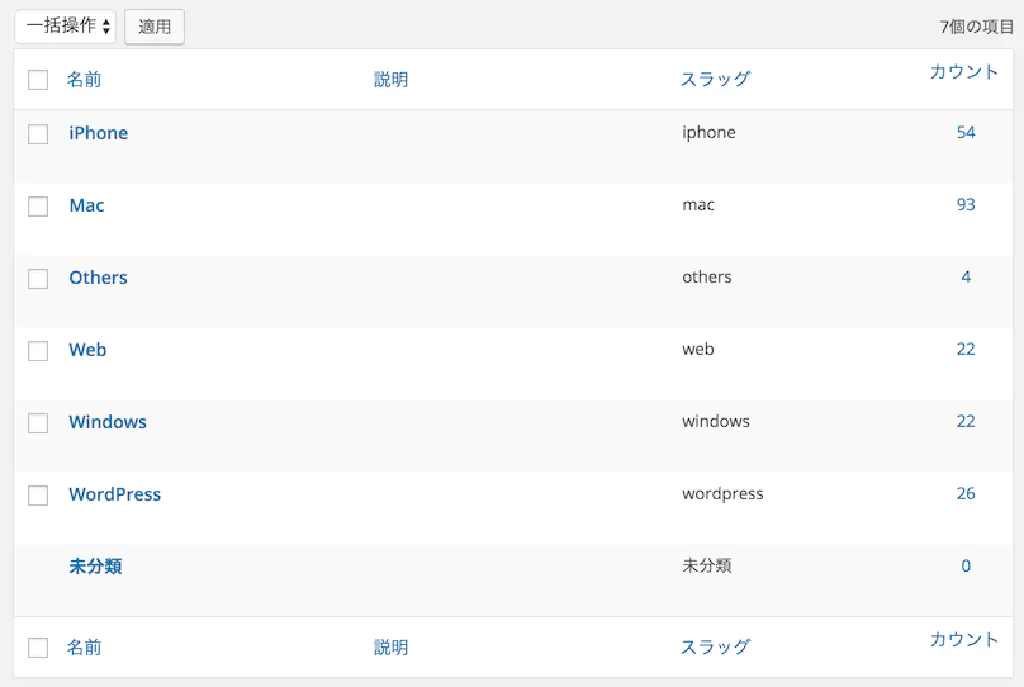 一括操作 適用 7個の項目
名前 説明 スラッグ カウント
iPhone iphone 54
Mac mac 93
Others others 4
Web web 22
Windows windows 22
WordPress wordpress 26
未分類 未分類 0
名前 説明 スラッグ カウント